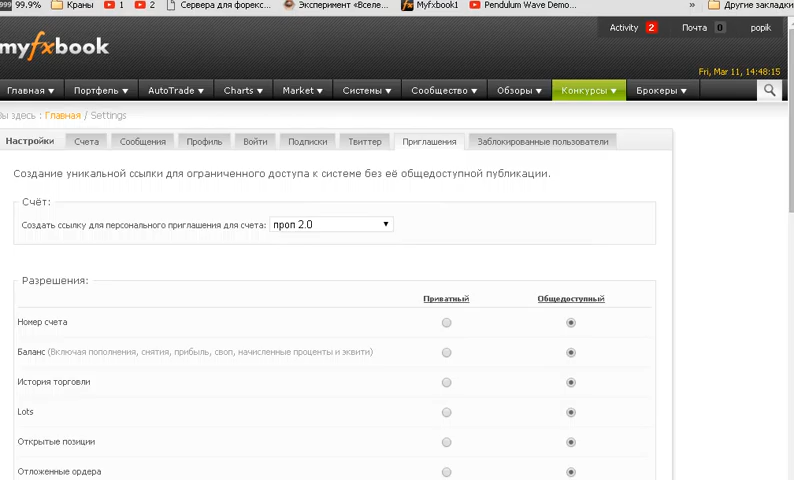 999 99.9% Краны 1 2 Сервера для форекс... Эксперимент «Вселе... Myfxbook1 Pendulum Wave Demo... » Другие закладки
Activity 2 Почта 0 popik
myfxbook
Fri, Mar 11, 14:48:15
Главная Портфель AutoTrade Charts Market Системы Сообщество Обзоры Конкурсы Брокеры
Вы здесь : Главная / Settings
Настройки Счета Сообщения Профиль Войти Подписки Твиттер Приглашения Заблокированные пользователи
Создание уникальной ссылки для ограниченного доступа к системе без её общедоступной публикации.
Счёт:
Создать ссылку для персонального приглашения для счета: проп 2.0
Разрешения:
Приватный Общедоступный
Номер счета
Баланс (Включая пополнения, снятия, прибыль, своп, начисленные проценты и эквити)
История торговли
Lots
Открытые позиции
Отложенные ордера